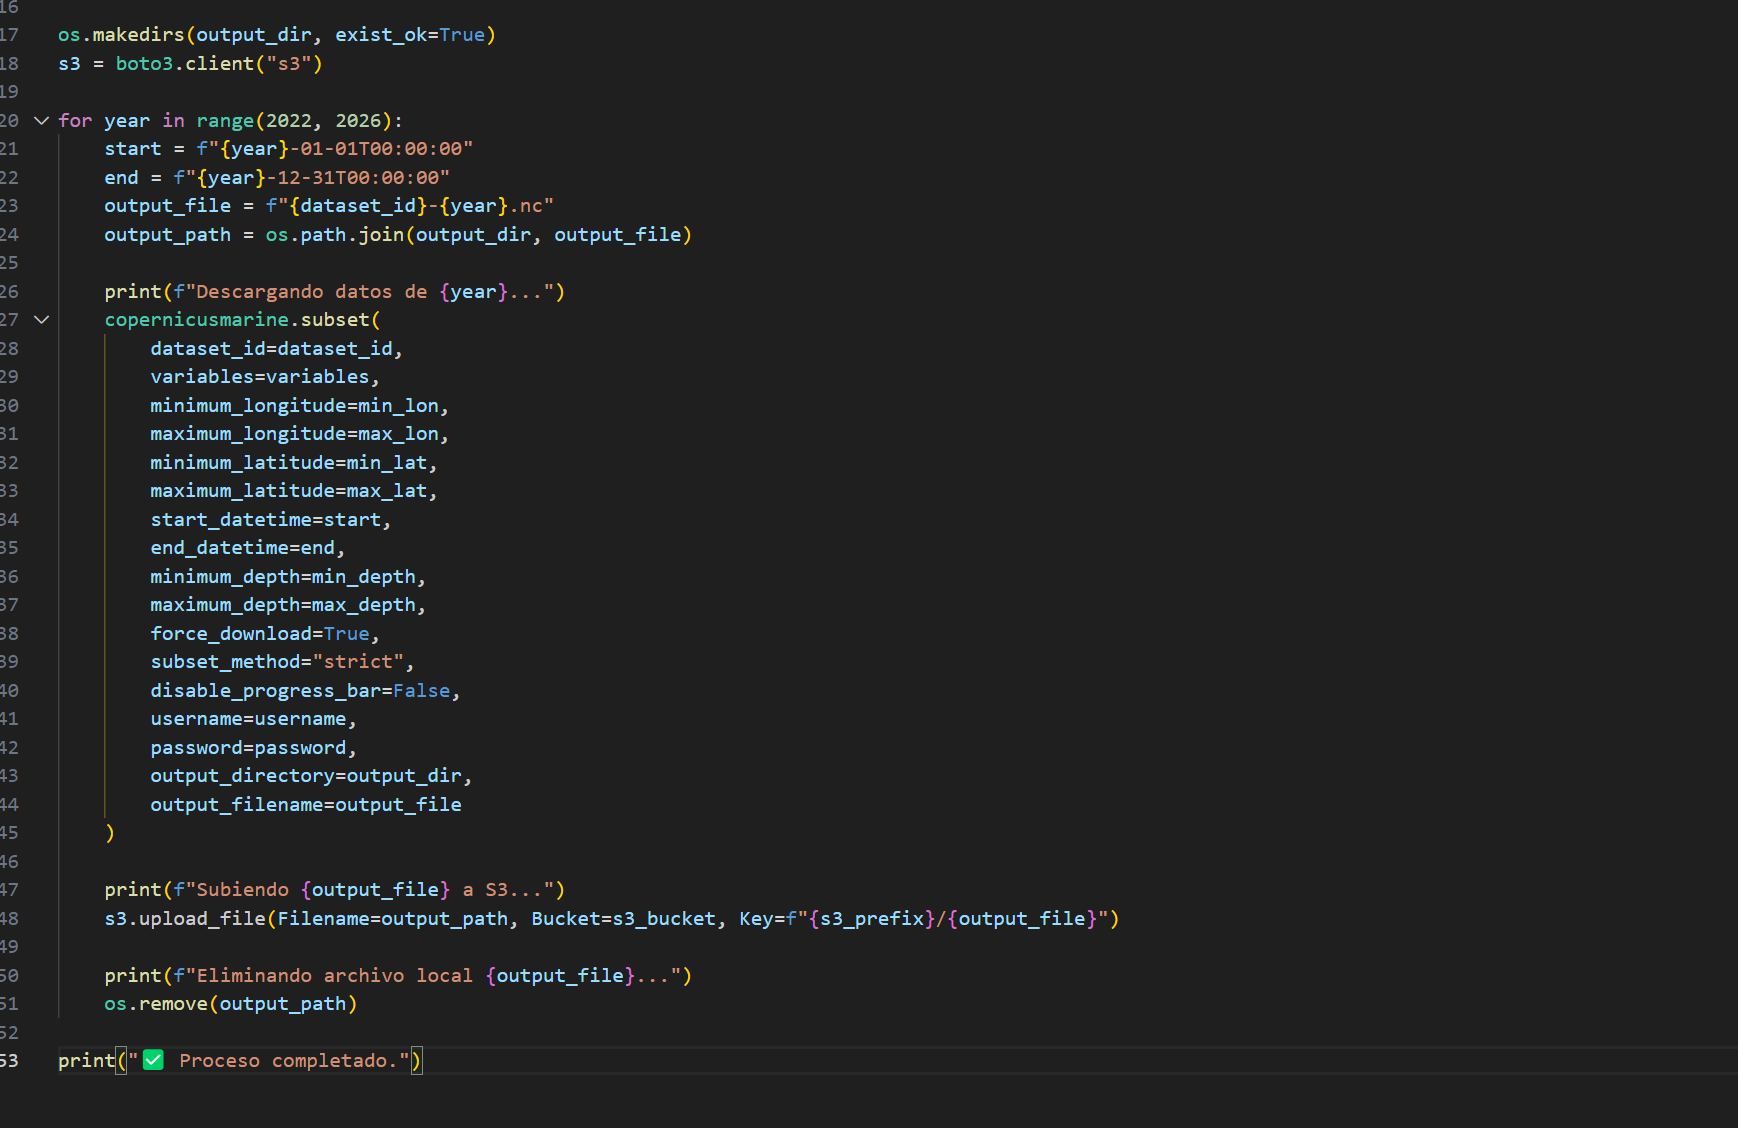 16
17 os.makedirs(output_dir, exist_ok=True)
18 s3 = boto3.client("s3")
19
20 for year in range(2022, 2026):
21     start = f"{year}-01-01T00:00:00"
22     end = f"{year}-12-31T00:00:00"
23     output_file = f"{dataset_id}-{year}.nc"
24     output_path = os.path.join(output_dir, output_file)
25
26     print(f"Descargando datos de {year}...")
27     copernicusmarine.subset(
28         dataset_id=dataset_id,
29         variables=variables,
30         minimum_longitude=min_lon,
31         maximum_longitude=max_lon,
32         minimum_latitude=min_lat,
33         maximum_latitude=max_lat,
34         start_datetime=start,
35         end_datetime=end,
36         minimum_depth=min_depth,
37         maximum_depth=max_depth,
38         force_download=True,
39         subset_method="strict",
40         disable_progress_bar=False,
41         username=username,
42         password=password,
43         output_directory=output_dir,
44         output_filename=output_file
45     )
46
47     print(f"Subiendo {output_file} a S3...")
48     s3.upload_file(Filename=output_path, Bucket=s3_bucket, Key=f"{s3_prefix}/{output_file}")
49
50     print(f"Eliminando archivo local {output_file}...")
51     os.remove(output_path)
52
53 print("✅ Proceso completado.")